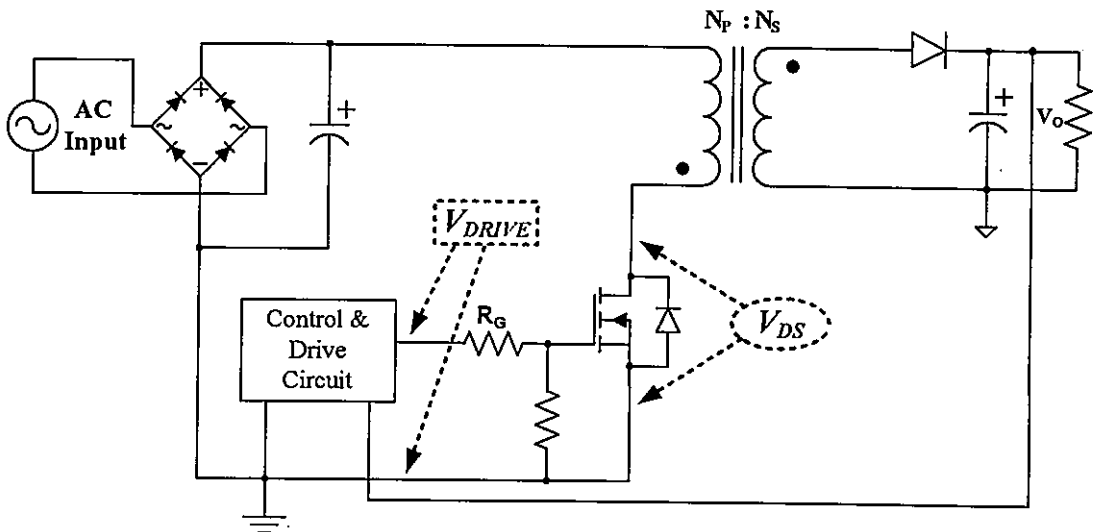 N_P : N_S
AC
Input
+
~
~
−
+
+
V_O
V_DRIVE
Control &
Drive
Circuit
R_G
V_DS